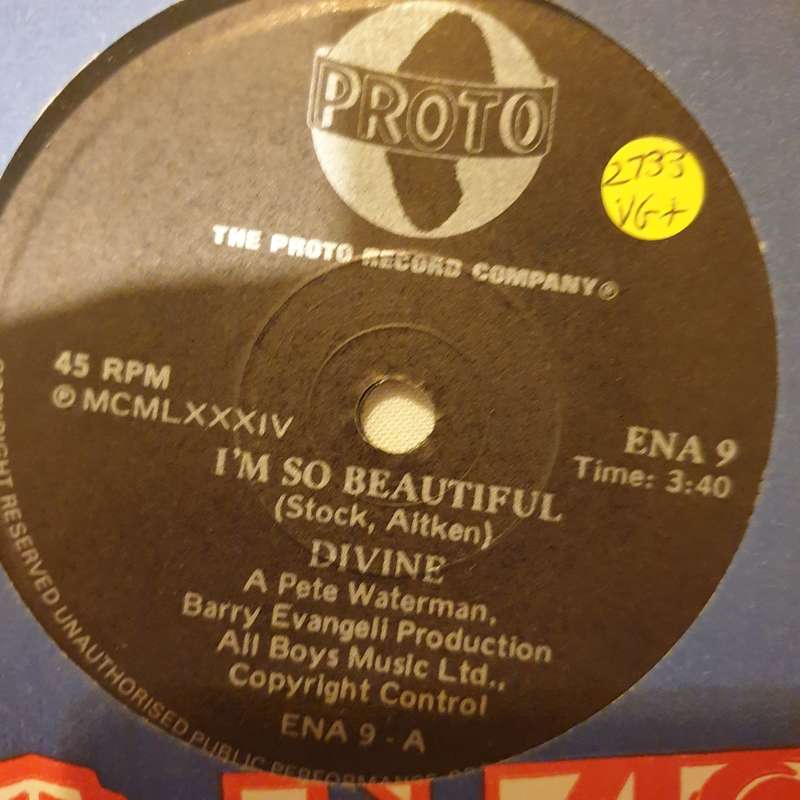 PROTO
2733
VG+
THE PROTO RECORD COMPANY ℗
45 RPM
℗ MCMLXXXIV
ENA 9
Time: 3:40
I'M SO BEAUTIFUL
(Stock, Aitken)
DIVINE
A Pete Waterman,
Barry Evangeli Production
All Boys Music Ltd.,
Copyright Control
ENA 9 - A
RESERVED UNAUTHORISED PUBLIC PERFORMANCE